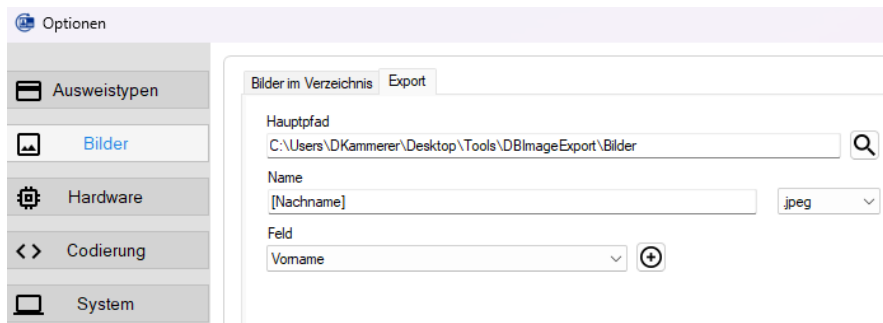 Optionen
Ausweistypen
Bilder
Hardware
Codierung
System
Bilder im Verzeichnis
Export
Hauptpfad
C:\Users\DKammerer\Desktop\Tools\DBImageExport\Bilder
Name
[Nachname]
.jpeg
Feld
Vorname